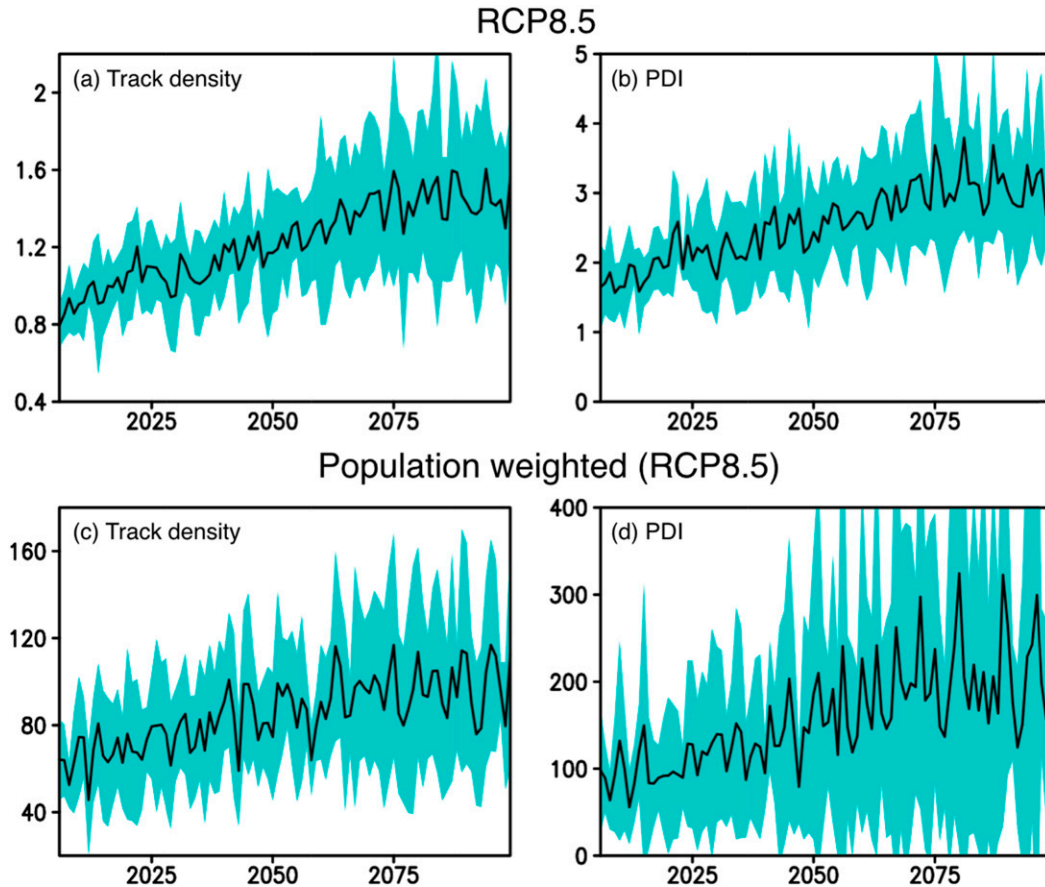 RCP8.5
(a) Track density
2
1.6
1.2
0.8
0.4
2025 2050 2075
(b) PDI
5
4
3
2
1
0
2025 2050 2075
Population weighted (RCP8.5)
(c) Track density
160
120
80
40
2025 2050 2075
(d) PDI
400
300
200
100
0
2025 2050 2075